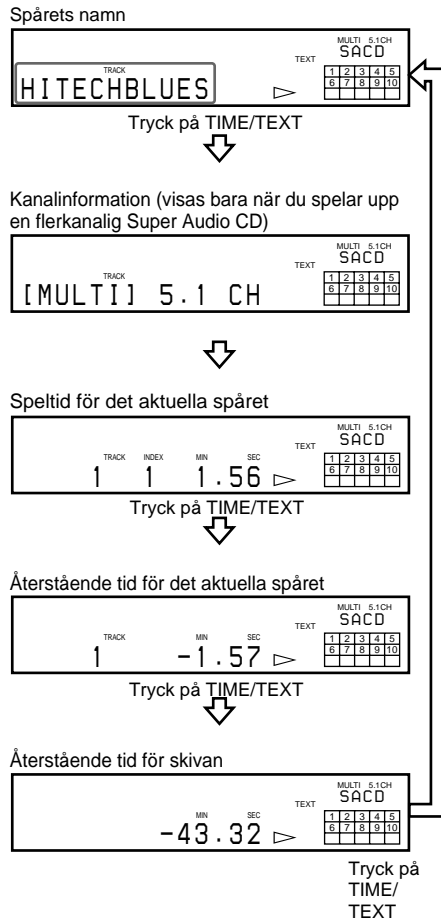 Spårets namn
MULTI 5.1CH
TEXT SACD
TRACK
1 2 3 4 5
HITECHBLUES
6 7 8 9 10
Tryck på TIME/TEXT
Kanalinformation (visas bara när du spelar upp
en flerkanalig Super Audio CD)
MULTI 5.1CH
TEXT SACD
TRACK
1 2 3 4 5
[MULTI] 5.1 CH
6 7 8 9 10
Speltid för det aktuella spåret
MULTI 5.1CH
TEXT SACD
TRACK INDEX MIN SEC
1 2 3 4 5
1 1 1.56
6 7 8 9 10
Tryck på TIME/TEXT
Återstående tid för det aktuella spåret
MULTI 5.1CH
TEXT SACD
TRACK MIN SEC
1 2 3 4 5
1 -1.57
6 7 8 9 10
Tryck på TIME/TEXT
Återstående tid för skivan
MULTI 5.1CH
TEXT SACD
MIN SEC
1 2 3 4 5
-43.32
6 7 8 9 10
Tryck på
TIME/
TEXT